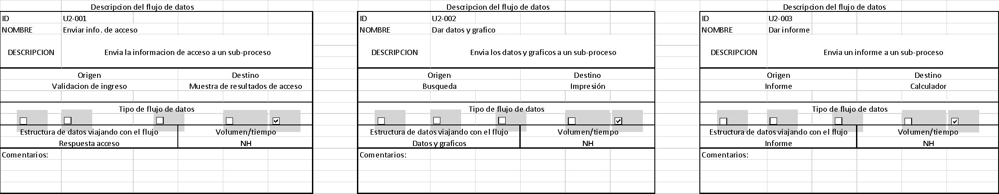 Descripcion del flujo de datos
ID U2-001
NOMBRE Enviar info. de acceso
DESCRIPCION Envia la informacion de acceso a un sub-proceso
Origen Destino
Validacion de ingreso Muestra de resultados de acceso
Tipo de flujo de datos
Estructura de datos viajando con el flujo Volumen/tiempo
Respuesta acceso NH
Comentarios:
Descripcion del flujo de datos
ID U2-002
NOMBRE Dar datos y grafico
DESCRIPCION Envia los datos y graficos a un sub-proceso
Origen Destino
Busqueda Impresión
Tipo de flujo de datos
Estructura de datos viajando con el flujo Volumen/tiempo
Datos y graficos NH
Comentarios:
Descripcion del flujo de datos
ID U2-003
NOMBRE Dar informe
DESCRIPCION Envia un informe a un sub-proceso
Origen Destino
Informe Calculador
Tipo de flujo de datos
Estructura de datos viajando con el flujo Volumen/tiempo
Informe NH
Comentarios: